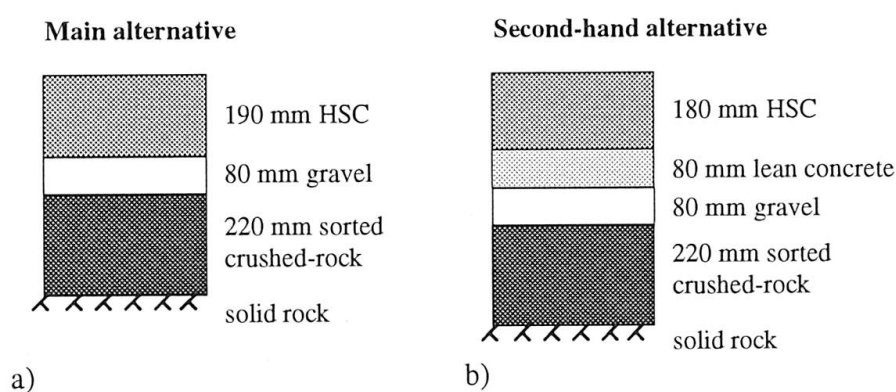 Main alternative
190 mm HSC
80 mm gravel
220 mm sorted
crushed-rock
solid rock
a)
Second-hand alternative
180 mm HSC
80 mm lean concrete
80 mm gravel
220 mm sorted
crushed-rock
solid rock
b)